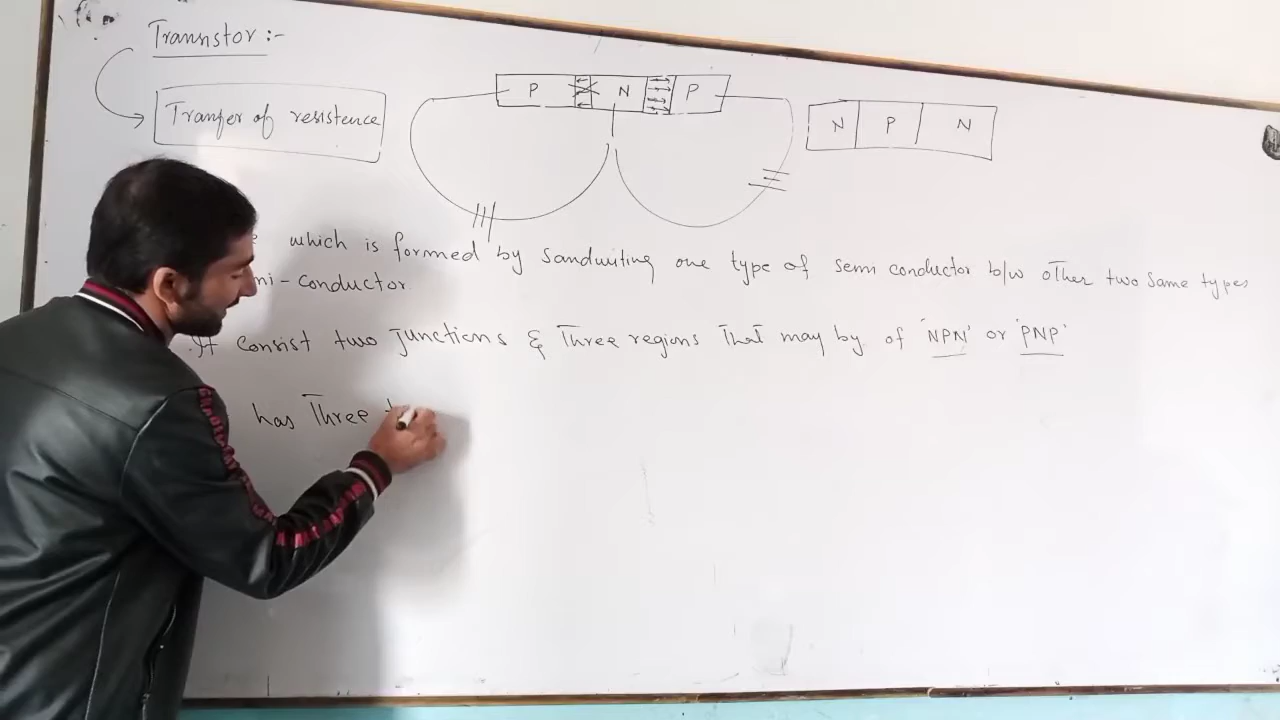 Transistor :-
Tranfer of resistence
P N P
N P N
which is formed by Sandwiting one type of semi conductor b/w other two same types
mi-conductor.
It consist two Junctions & Three regions That may by of 'NPN' or 'PNP'
has Three t